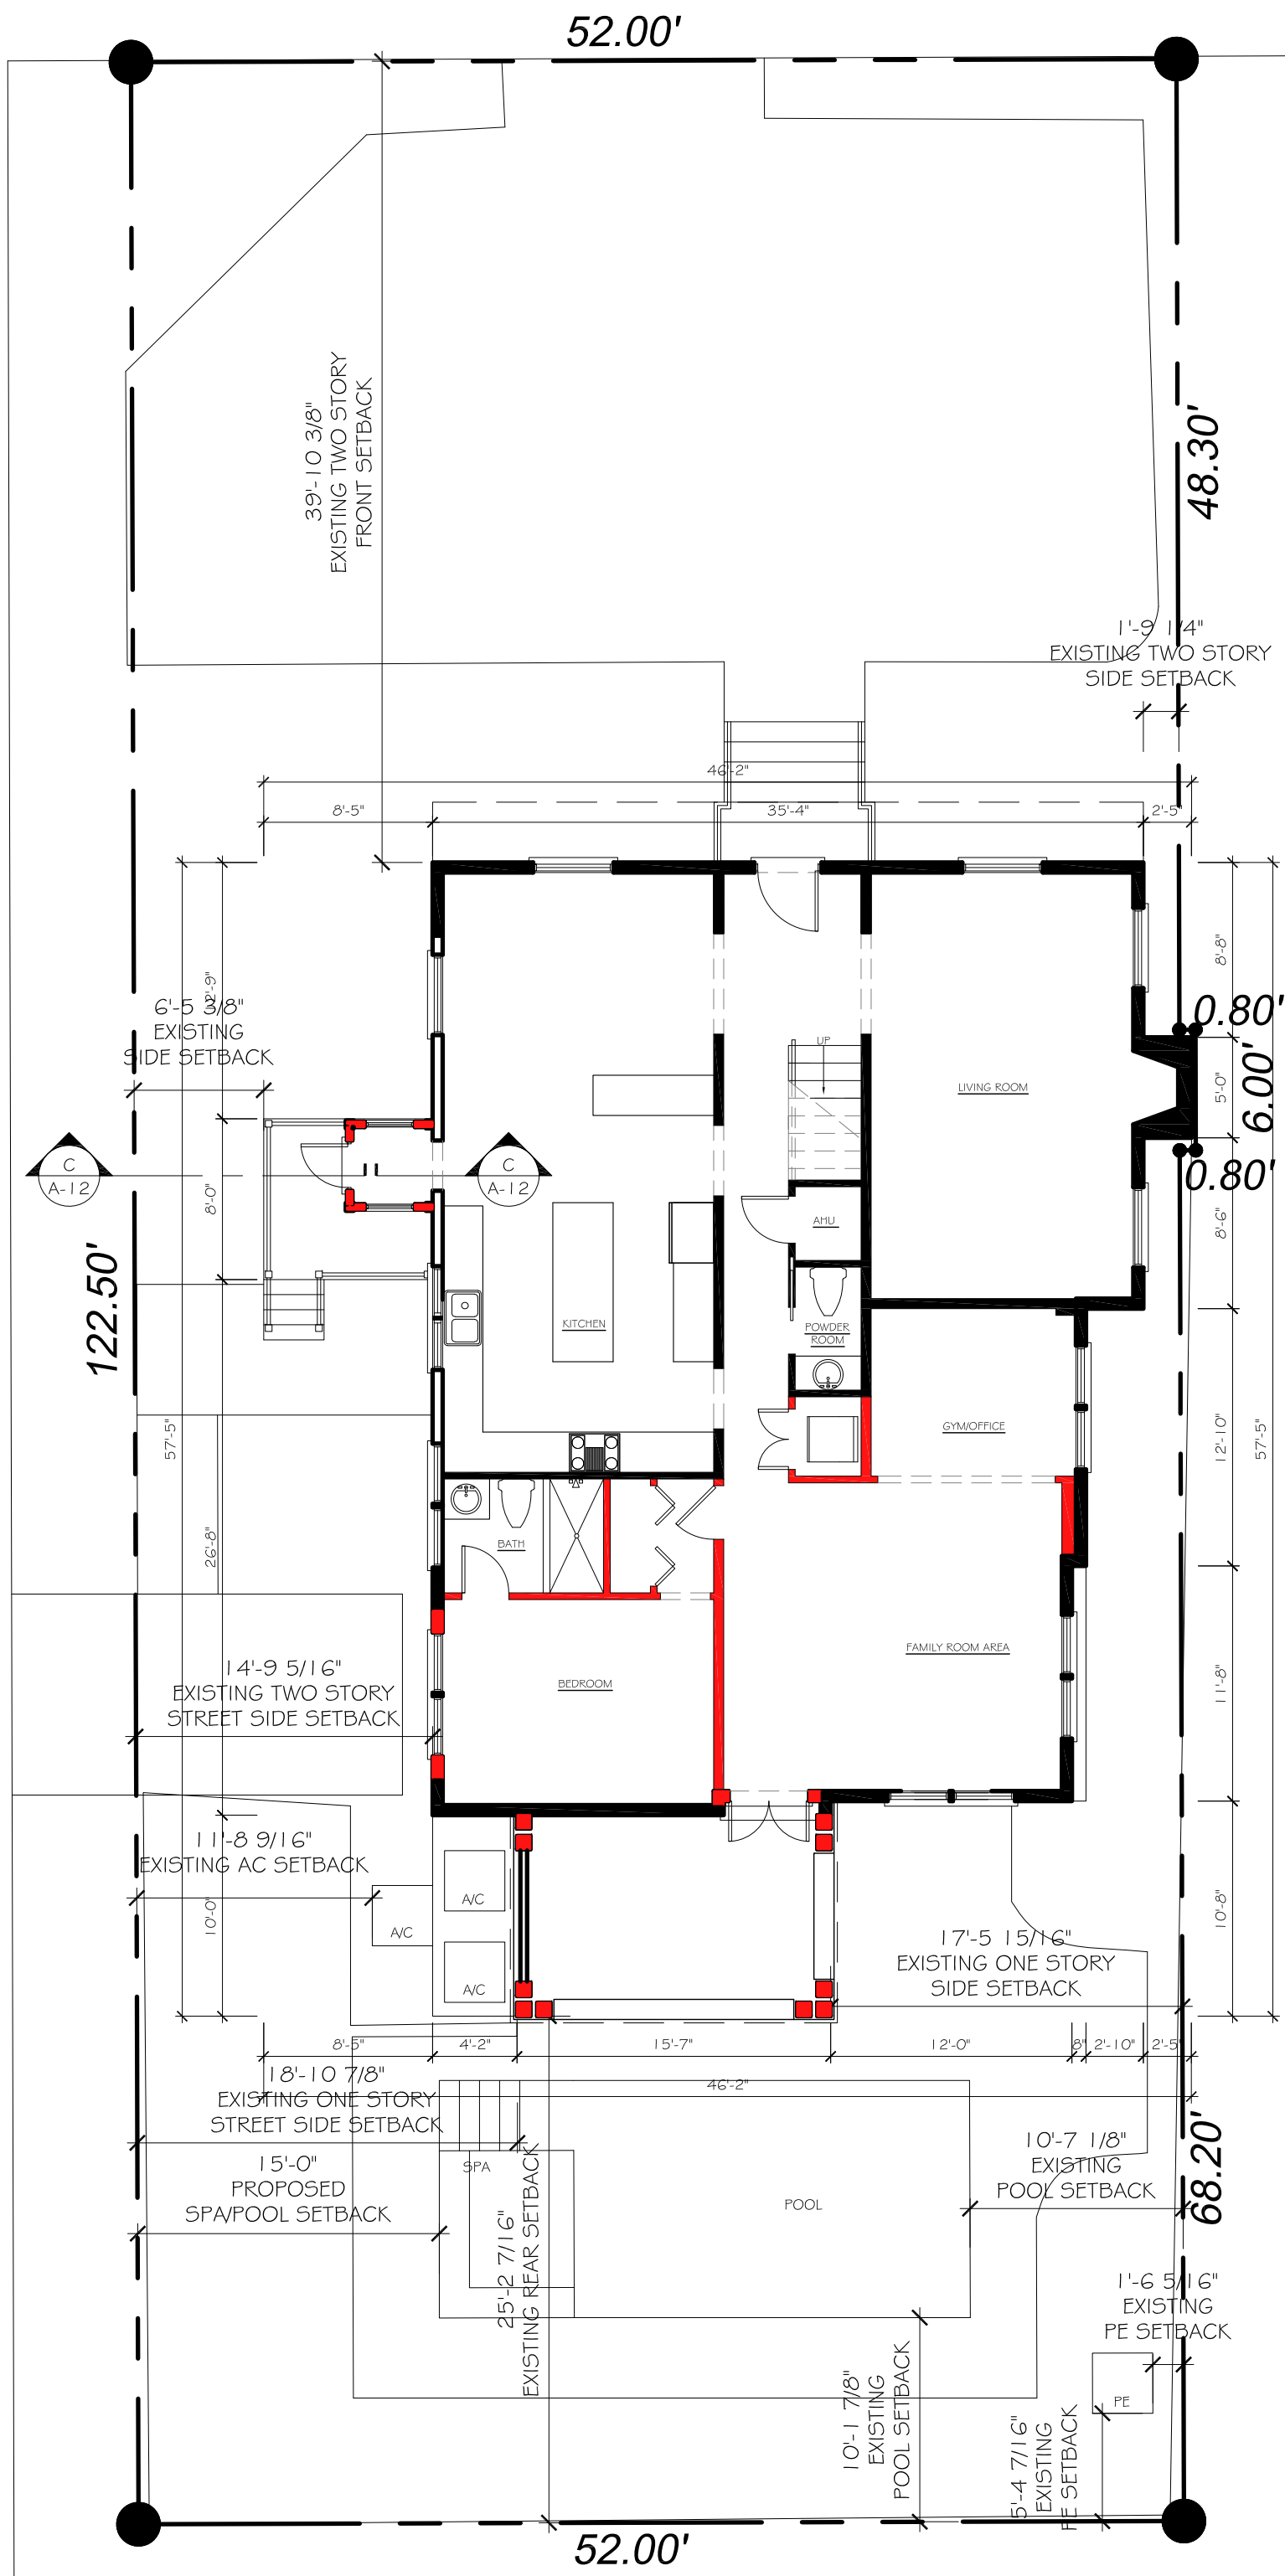 52.00'
39'-10 3/8"
EXISTING TWO STORY
FRONT SETBACK
48.30'
1'-9 1/4"
EXISTING TWO STORY
SIDE SETBACK
46'-2"
8'-5"
35'-4"
2'-5"
8'-8"
6'-5 3/8"
EXISTING
SIDE SETBACK
0.80'
UP
LIVING ROOM
5'-0"
6.00'
C
A-12
C
A-12
0.80'
8'-0"
AHU
8'-6"
122.50'
KITCHEN
POWDER
ROOM
57'-5"
GYM/OFFICE
12'-10"
57'-5"
26'-8"
BATH
FAMILY ROOM AREA
14'-9 5/16"
EXISTING TWO STORY
STREET SIDE SETBACK
BEDROOM
11'-8"
11'-8 9/16"
EXISTING AC SETBACK
A/C
A/C
A/C
10'-0"
10'-8"
17'-5 15/16"
EXISTING ONE STORY
SIDE SETBACK
8'-5"
4'-2"
15'-7"
12'-0"
8"
2'-10"
2'-5"
18'-10 7/8"
EXISTING ONE STORY
STREET SIDE SETBACK
46'-2"
15'-0"
PROPOSED
SPA/POOL SETBACK
SPA
POOL
10'-7 1/8"
EXISTING
POOL SETBACK
68.20'
25'-2 7/16"
EXISTING REAR SETBACK
1'-6 5/16"
EXISTING
PE SETBACK
PE
10'-1 7/8"
EXISTING
POOL SETBACK
5'-4 7/16"
EXISTING
PE SETBACK
52.00'